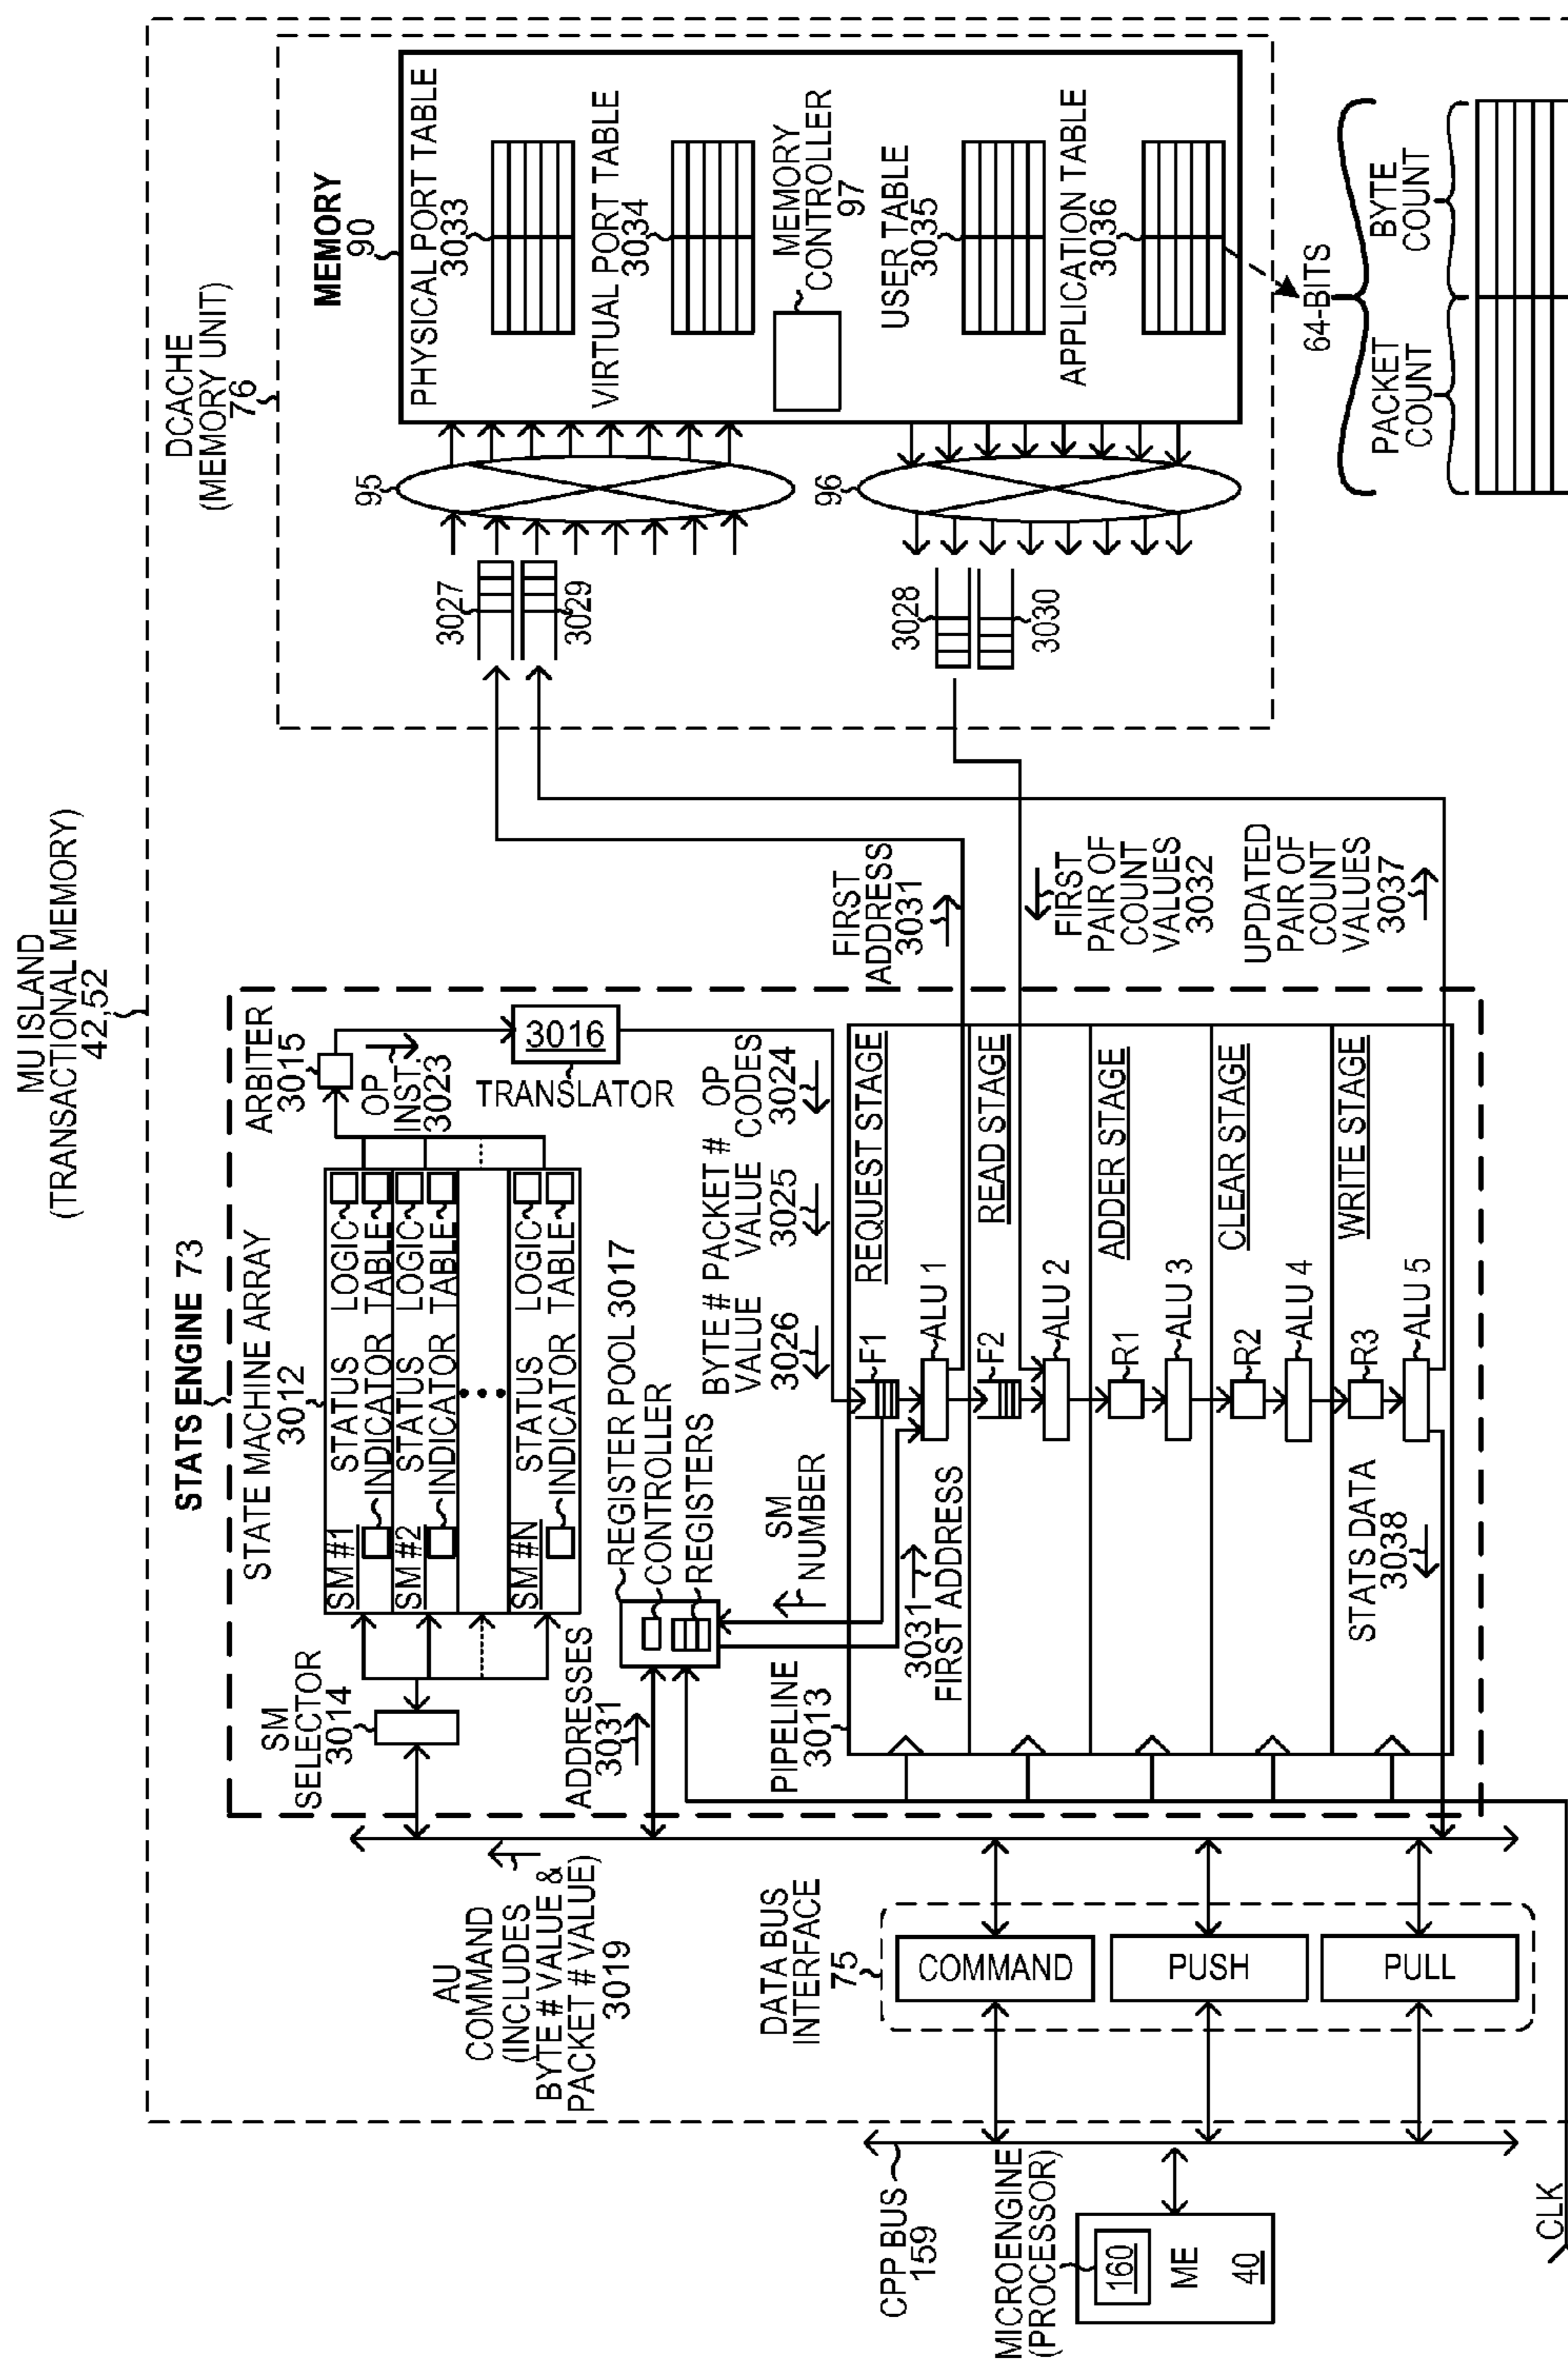 MU ISLAND
(TRANSACTIONAL MEMORY)
42,52
STATS ENGINE 73
STATE MACHINE ARRAY
3012
SM
SELECTOR
3014
SM #1
STATUS
INDICATOR
LOGIC
TABLE
SM #2
STATUS
INDICATOR
LOGIC
TABLE
SM #N
STATUS
INDICATOR
LOGIC
TABLE
ARBITER
3015
OP
INST.
3023
3016
TRANSLATOR
AU
COMMAND
(INCLUDES
BYTE # VALUE &
PACKET # VALUE)
3019
ADDRESSES
3031
REGISTER POOL 3017
CONTROLLER
REGISTERS
SM
NUMBER
BYTE #
VALUE
3026
PACKET #
VALUE
3025
OP
CODES
3024
PIPELINE
3013
3031
FIRST ADDRESS
F1
ALU 1
REQUEST STAGE
F2
ALU 2
READ STAGE
R1
ALU 3
ADDER STAGE
R2
ALU 4
CLEAR STAGE
R3
ALU 5
WRITE STAGE
STATS DATA
3038
FIRST
ADDRESS
3031
FIRST
PAIR OF
COUNT
VALUES
3032
UPDATED
PAIR OF
COUNT
VALUES
3037
DCACHE
(MEMORY UNIT)
76
MEMORY
90
3027
3029
95
3028
3030
96
PHYSICAL PORT TABLE
3033
VIRTUAL PORT TABLE
3034
MEMORY
CONTROLLER
97
USER TABLE
3035
APPLICATION TABLE
3036
64-BITS
PACKET
COUNT
BYTE
COUNT
DATA BUS
INTERFACE
75
COMMAND
PUSH
PULL
CPP BUS
159
MICROENGINE
(PROCESSOR)
160
ME
40
CLK